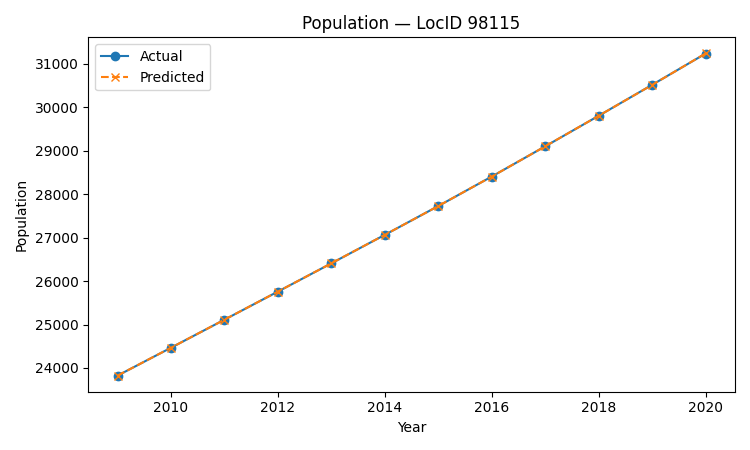 Population — LocID 98115
Actual
Predicted
31000
30000
29000
28000
27000
26000
25000
24000
Population
2010 2012 2014 2016 2018 2020
Year